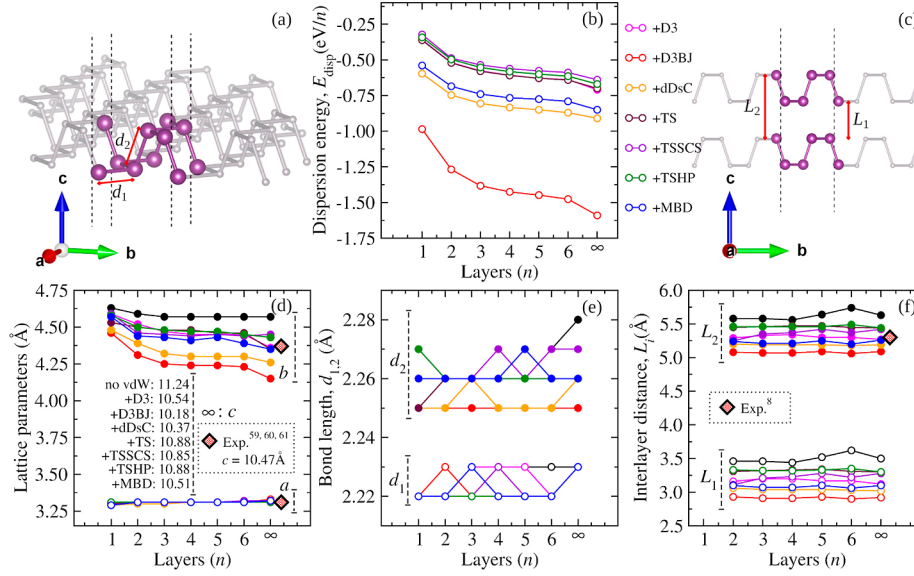 (a)
d2
d1
c
a
b
(b)
Dispersion energy, Edisp(eV/n)
-0.25
-0.50
-0.75
-1.00
-1.25
-1.50
-1.75
1 2 3 4 5 6 ∞
Layers (n)
+D3
+D3BJ
+dDsC
+TS
+TSSCS
+TSHP
+MBD
(c)
L2
L1
c
a
b
(d)
Lattice parameters (Å)
4.75
4.50
4.25
4.00
3.75
3.50
3.25
b
no vdW: 11.24
+D3: 10.54
+D3BJ: 10.18
+dDsC: 10.37
+TS: 10.88
+TSSCS: 10.85
+TSHP: 10.88
+MBD: 10.51
∞: c
Exp.59, 60, 61
c = 10.47Å
a
1 2 3 4 5 6 ∞
Layers (n)
(e)
Bond length, d1,2 (Å)
2.28
2.26
2.24
2.22
d2
d1
1 2 3 4 5 6 ∞
Layers (n)
(f)
Interlayer distance, Li(Å)
6.0
5.5
5.0
4.5
4.0
3.5
3.0
2.5
L2
Exp.8
L1
1 2 3 4 5 6 ∞
Layers (n)